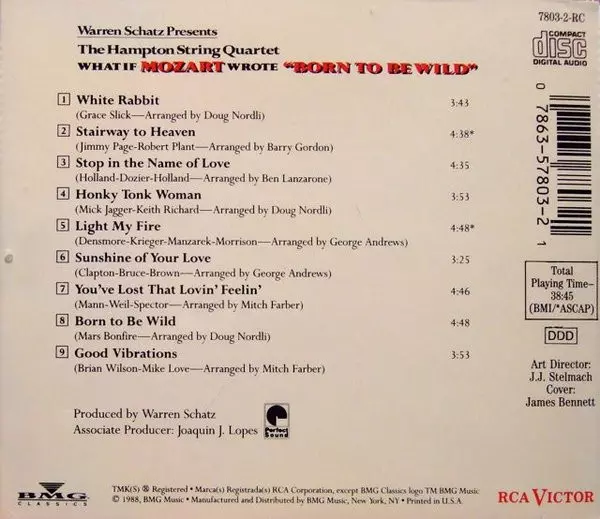 Warren Schatz Presents
The Hampton String Quartet
WHAT IF MOZART WROTE "BORN TO BE WILD"
7803-2-RC
COMPACT
disc
DIGITAL AUDIO
1 White Rabbit 3:43
(Grace Slick—Arranged by Doug Nordli)
2 Stairway to Heaven 4:38*
(Jimmy Page-Robert Plant—Arranged by Barry Gordon)
3 Stop in the Name of Love 4:35
(Holland-Dozier-Holland—Arranged by Ben Lanzarone)
4 Honky Tonk Woman 3:53
(Mick Jagger-Keith Richard—Arranged by Doug Nordli)
5 Light My Fire 4:48*
(Densmore-Krieger-Manzarek-Morrison—Arranged by George Andrews)
6 Sunshine of Your Love 3:25
(Clapton-Bruce-Brown—Arranged by George Andrews)
7 You've Lost That Lovin' Feelin' 4:46
(Mann-Weil-Spector—Arranged by Mitch Farber)
8 Born to Be Wild 4:48
(Mars Bonfire—Arranged by Doug Nordli)
9 Good Vibrations 3:53
(Brian Wilson-Mike Love—Arranged by Mitch Farber)
0 7863-57803-2 1
Total
Playing Time–
38:45
(BMI/*ASCAP)
DDD
Art Director:
J.J. Stelmach
Cover:
James Bennett
Produced by Warren Schatz
Associate Producer: Joaquin J. Lopes
Perfect
Sound
BMG
CLASSICS
TMK(S) ® Registered • Marca(s) Registrada(s) RCA Corporation, except BMG Classics logo TM BMG Music
© 1988, BMG Music • Manufactured and Distributed by BMG Music, New York, NY • Printed in U.S.A.
RCA VICTOR